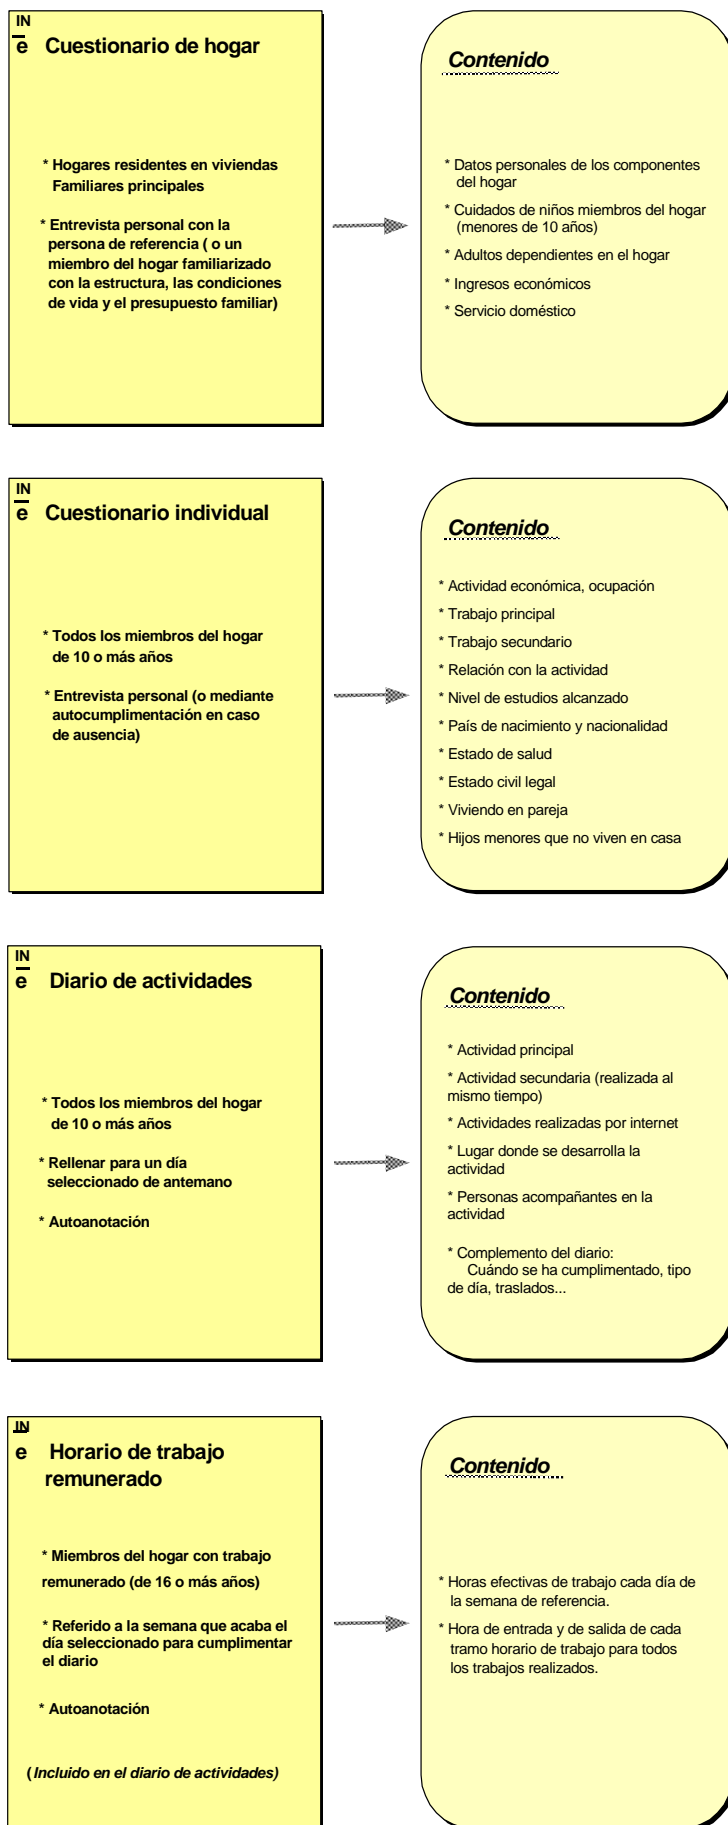 IN
e Cuestionario de hogar
* Hogares residentes en viviendas
Familiares principales
* Entrevista personal con la
persona de referencia ( o un
miembro del hogar familiarizado
con la estructura, las condiciones
de vida y el presupuesto familiar)
Contenido
* Datos personales de los componentes
del hogar
* Cuidados de niños miembros del hogar
(menores de 10 años)
* Adultos dependientes en el hogar
* Ingresos económicos
* Servicio doméstico
IN
e Cuestionario individual
* Todos los miembros del hogar
de 10 o más años
* Entrevista personal (o mediante
autocumplimentación en caso
de ausencia)
Contenido
* Actividad económica, ocupación
* Trabajo principal
* Trabajo secundario
* Relación con la actividad
* Nivel de estudios alcanzado
* País de nacimiento y nacionalidad
* Estado de salud
* Estado civil legal
* Viviendo en pareja
* Hijos menores que no viven en casa
IN
e Diario de actividades
* Todos los miembros del hogar
de 10 o más años
* Rellenar para un día
seleccionado de antemano
* Autoanotación
Contenido
* Actividad principal
* Actividad secundaria (realizada al
mismo tiempo)
* Actividades realizadas por internet
* Lugar donde se desarrolla la
actividad
* Personas acompañantes en la
actividad
* Complemento del diario:
Cuándo se ha cumplimentado, tipo
de día, traslados...
IN
e Horario de trabajo
remunerado
* Miembros del hogar con trabajo
remunerado (de 16 o más años)
* Referido a la semana que acaba el
día seleccionado para cumplimentar
el diario
* Autoanotación
(Incluido en el diario de actividades)
Contenido
* Horas efectivas de trabajo cada día de
la semana de referencia.
* Hora de entrada y de salida de cada
tramo horario de trabajo para todos
los trabajos realizados.